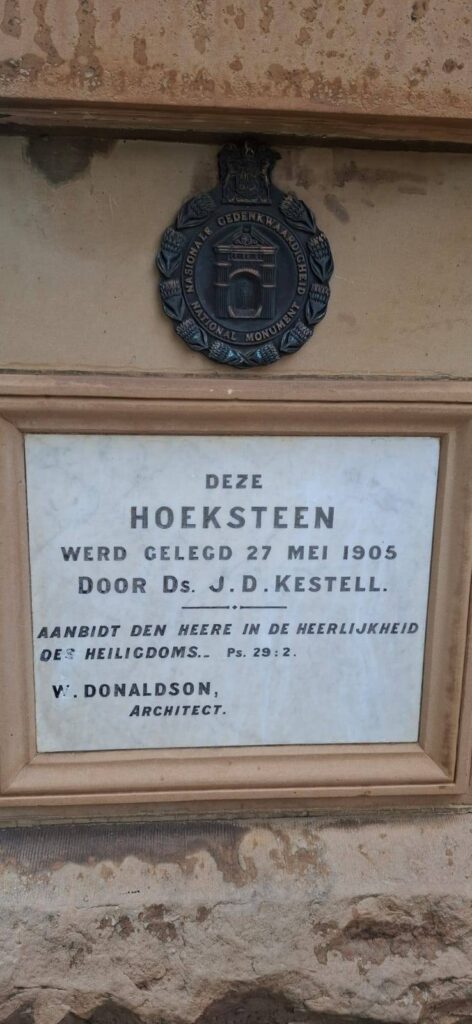 NASIONALE GEDENKWAARDIGHEID
NATIONAL MONUMENT
DEZE
HOEKSTEEN
WERD GELEGD 27 MEI 1905
DOOR Ds. J.D. KESTELL.
AANBIDT DEN HEERE IN DE HEERLIJKHEID
DES HEILIGDOMS.. Ps. 29:2.
W. DONALDSON,
ARCHITECT.